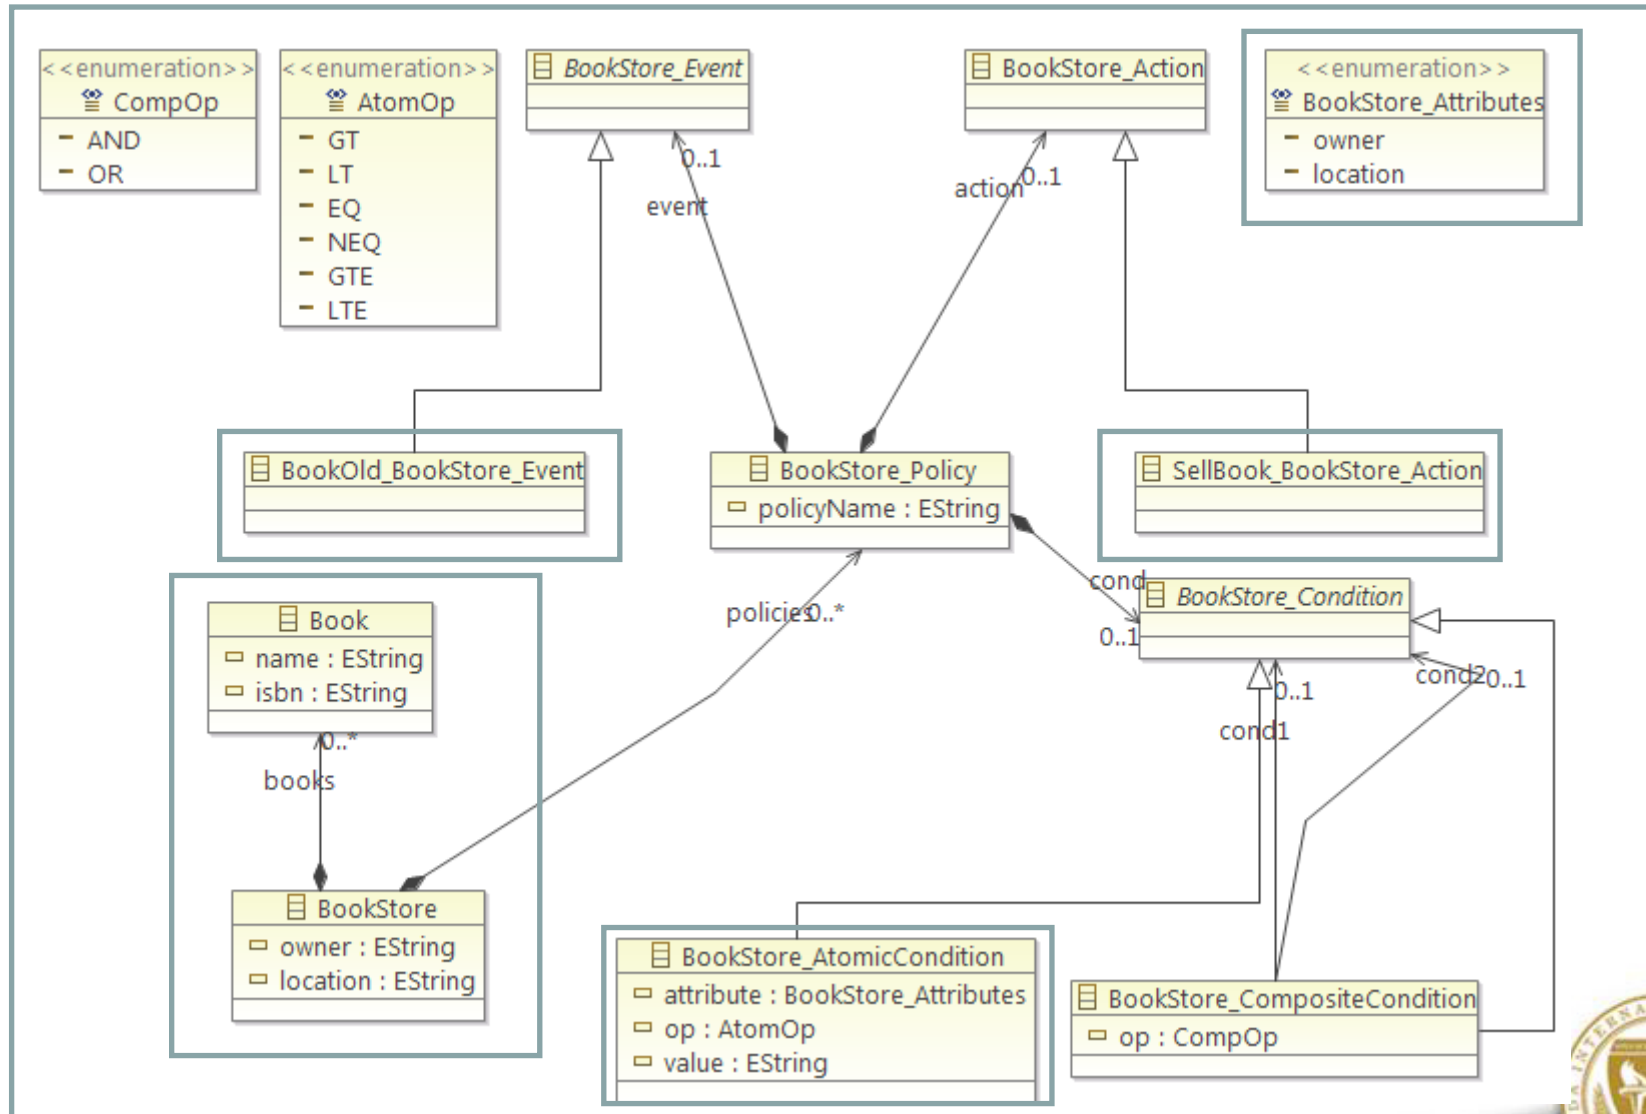 <<enumeration>>
CompOp
AND
OR
<<enumeration>>
AtomOp
GT
LT
EQ
NEQ
GTE
LTE
BookStore_Event
BookStore_Action
<<enumeration>>
BookStore_Attributes
owner
location
0..1
event
0..1
action
BookOld_BookStore_Event
BookStore_Policy
policyName : EString
SellBook_BookStore_Action
cond
0..1
BookStore_Condition
policies
0..*
Book
name : EString
isbn : EString
0..*
books
cond2
0..1
0..1
cond1
BookStore
owner : EString
location : EString
BookStore_AtomicCondition
attribute : BookStore_Attributes
op : AtomOp
value : EString
BookStore_CompositeCondition
op : CompOp